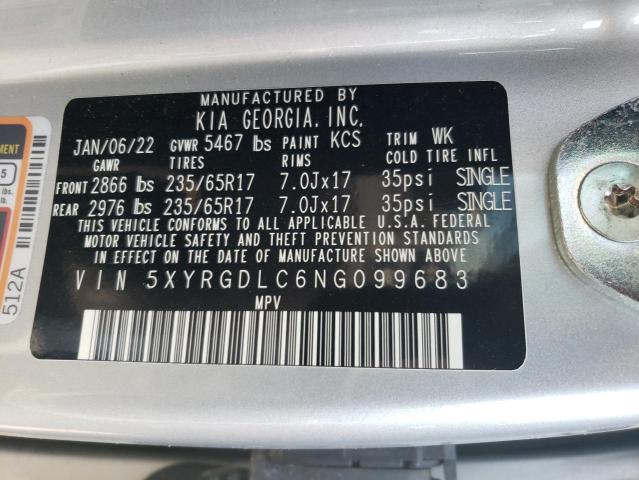 MANUFACTURED BY
KIA GEORGIA, INC.
JAN/06/22 GVWR 5467 lbs PAINT KCS TRIM WK
GAWR TIRES RIMS COLD TIRE INFL
FRONT 2866 lbs 235/65R17 7.0Jx17 35psi SINGLE
REAR 2976 lbs 235/65R17 7.0Jx17 35psi SINGLE
THIS VEHICLE CONFORMS TO ALL APPLICABLE U.S.A. FEDERAL
MOTOR VEHICLE SAFETY AND THEFT PREVENTION STANDARDS
IN EFFECT ON THE DATE OF MANUFACTURE SHOWN ABOVE.
VIN 5XYRGDLC6NG099683
MPV
5
lbs.
lbs.
512A